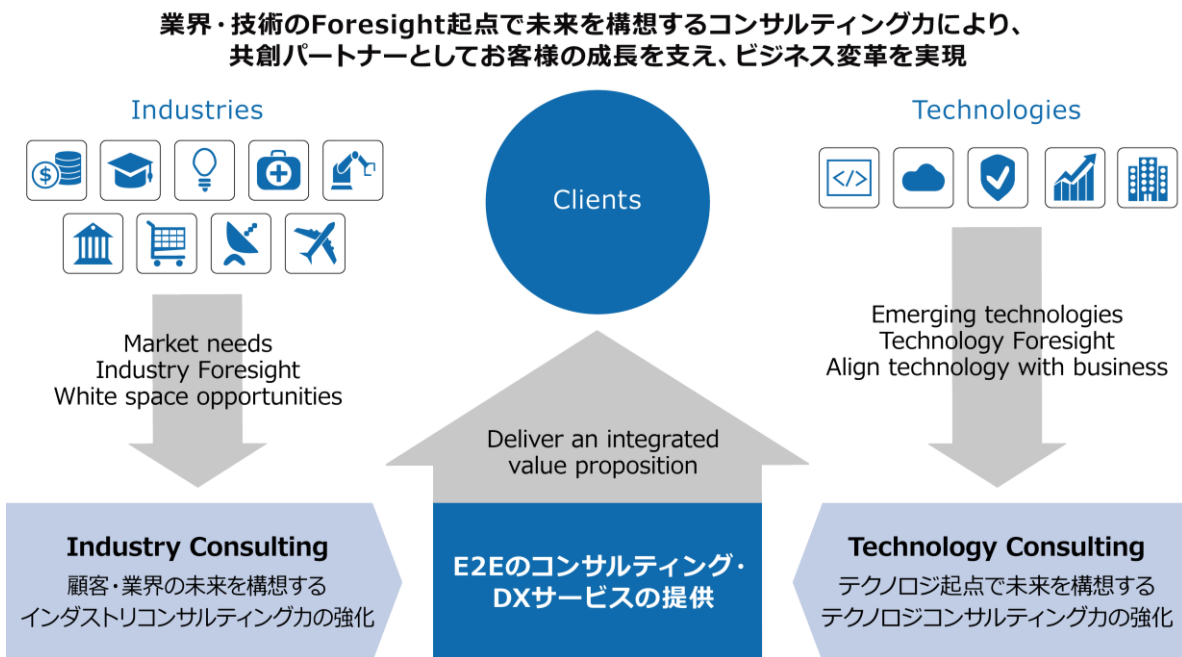 業界・技術のForesight起点で未来を構想するコンサルティング力により、
共創パートナーとしてお客様の成長を支え、ビジネス変革を実現
Industries
Clients
Technologies
$
</>
Market needs
Industry Foresight
White space opportunities
Emerging technologies
Technology Foresight
Align technology with business
Deliver an integrated
value proposition
Industry Consulting
顧客・業界の未来を構想する
インダストリコンサルティング力の強化
E2Eのコンサルティング・
DXサービスの提供
Technology Consulting
テクノロジ起点で未来を構想する
テクノロジコンサルティング力の強化